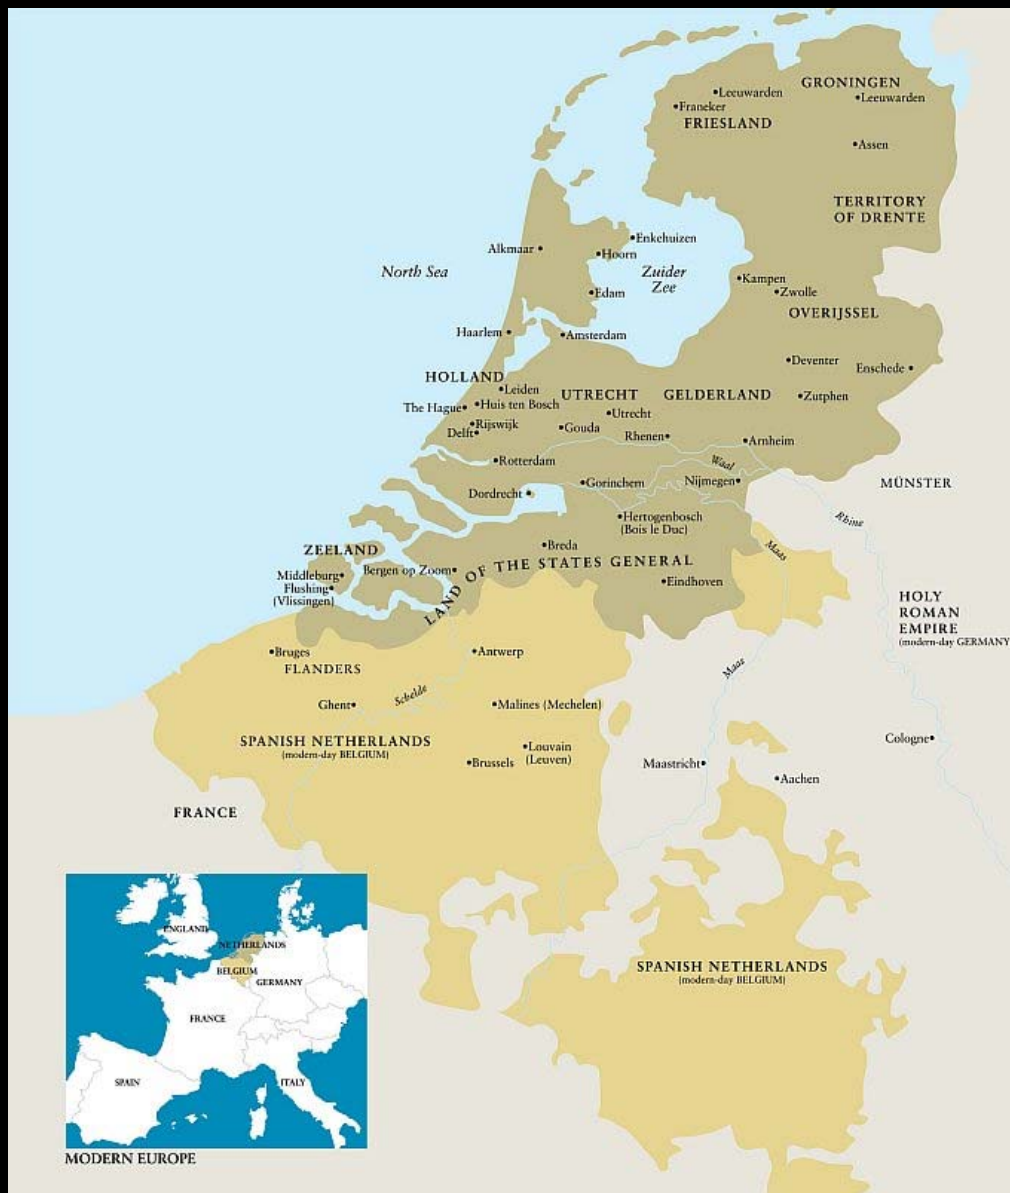 GRONINGEN
Leeuwarden
Leeuwarden
Franeker
FRIESLAND
Assen
TERRITORY
OF DRENTE
Enkehuizen
Alkmaar
Hoorn
North Sea
Zuider
Zee
Kampen
Edam
Zwolle
OVERIJSSEL
Haarlem
Amsterdam
Deventer
Enschede
HOLLAND
Leiden
UTRECHT
GELDERLAND
Zutphen
The Hague
Huis ten Bosch
Utrecht
Rijswijk
Delft
Gouda
Rhenen
Arnheim
Rotterdam
Waal
Dordrecht
Gorinchem
Nijmegen
MÜNSTER
Hertogenbosch
(Bois le Duc)
Rhine
ZEELAND
Breda
Maas
Middleburg
Bergen op Zoom
LAND OF THE STATES GENERAL
Flushing
(Vlissingen)
Eindhoven
HOLY
ROMAN
EMPIRE
(modern-day GERMANY
Bruges
FLANDERS
Antwerp
Maas
Schelde
Ghent
Malines (Mechelen)
SPANISH NETHERLANDS
(modern-day BELGIUM)
Louvain
(Leuven)
Brussels
Cologne
Maastricht
Aachen
FRANCE
SPANISH NETHERLANDS
(modern-day BELGIUM)
ENGLAND
NETHERLANDS
BELGIUM
GERMANY
FRANCE
SPAIN
ITALY
MODERN EUROPE